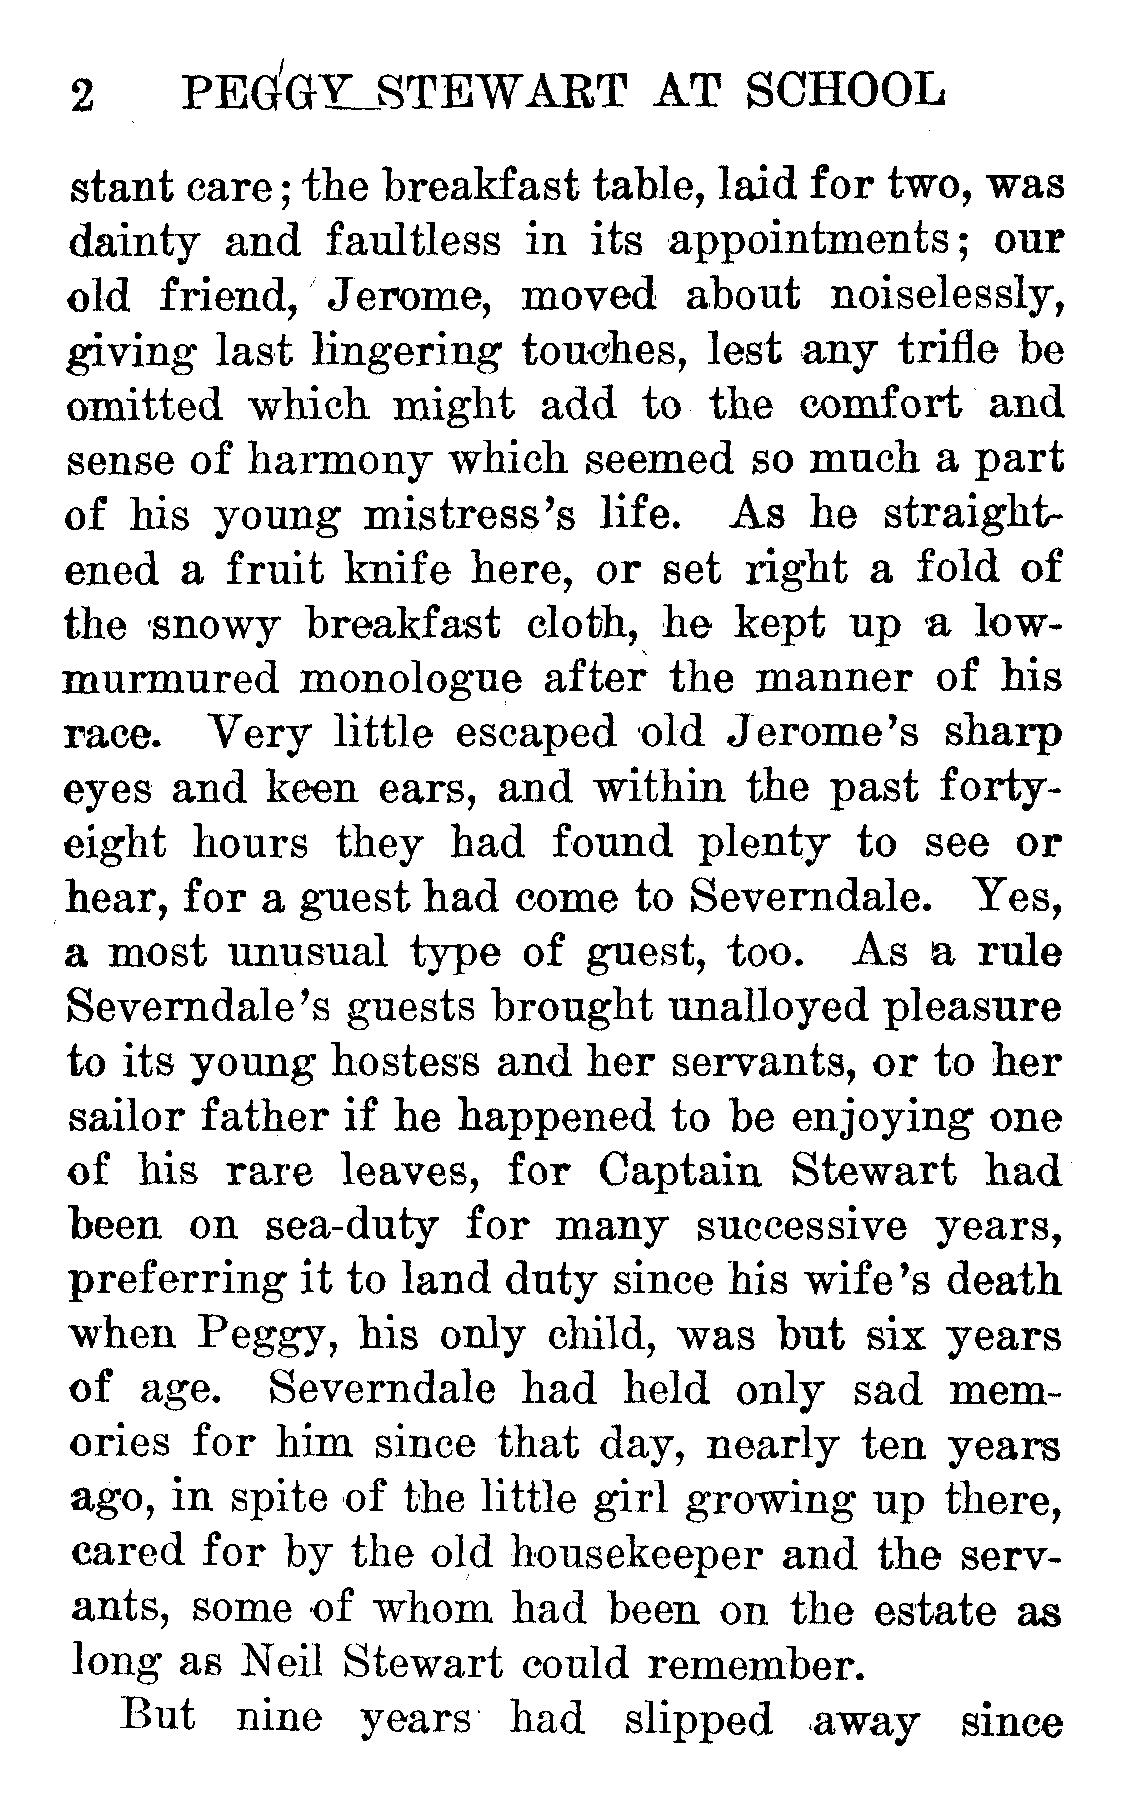 2 PEGGY STEWART AT SCHOOL
stant care; the breakfast table, laid for two, was
dainty and faultless in its appointments; our
old friend, Jerome, moved about noiselessly,
giving last lingering touches, lest any trifle be
omitted which might add to the comfort and
sense of harmony which seemed so much a part
of his young mistress's life. As he straight-
ened a fruit knife here, or set right a fold of
the snowy breakfast cloth, he kept up a low-
murmured monologue after the manner of his
race. Very little escaped old Jerome's sharp
eyes and keen ears, and within the past forty-
eight hours they had found plenty to see or
hear, for a guest had come to Severndale. Yes,
a most unusual type of guest, too. As a rule
Severndale's guests brought unalloyed pleasure
to its young hostess and her servants, or to her
sailor father if he happened to be enjoying one
of his rare leaves, for Captain Stewart had
been on sea-duty for many successive years,
preferring it to land duty since his wife's death
when Peggy, his only child, was but six years
of age. Severndale had held only sad mem-
ories for him since that day, nearly ten years
ago, in spite of the little girl growing up there,
cared for by the old housekeeper and the serv-
ants, some of whom had been on the estate as
long as Neil Stewart could remember.
But nine years had slipped away since